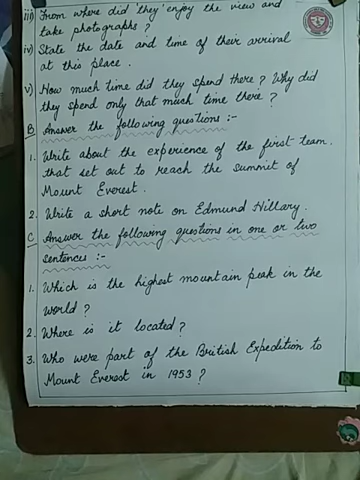 iii) From where did 'they' enjoy the view and
take photographs?
iv) State the date and time of their arrival
at this place.
v) How much time did they spend there? Why did
they spend only that much time there?
B Answer the following questions :-
1. Write about the experience of the first team
that set out to reach the summit of
Mount Everest.
2. Write a short note on Edmund Hillary.
C Answer the following questions in one or two
sentences :-
1. Which is the highest mountain peak in the
world?
2. Where is it located?
3. Who were part of the British Expedition to
Mount Everest in 1953?